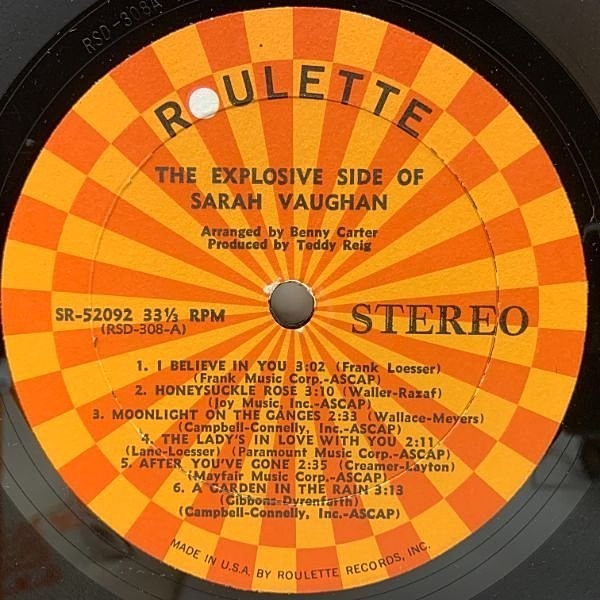 RSD-308A
ROULETTE
THE EXPLOSIVE SIDE OF
SARAH VAUGHAN
Arranged by Benny Carter
Produced by Teddy Reig
SR-52092 33⅓ RPM
(RSD-308-A)
STEREO
1. I BELIEVE IN YOU 3:02 (Frank Loesser)
(Frank Music Corp.-ASCAP)
2. HONEYSUCKLE ROSE 3:10 (Waller-Razaf)
(Joy Music, Inc.-ASCAP)
3. MOONLIGHT ON THE GANGES 2:33 (Wallace-Meyers)
(Campbell-Connelly, Inc.-ASCAP)
4. THE LADY'S IN LOVE WITH YOU 2:11
(Lane-Loesser) (Paramount Music Corp.-ASCAP)
5. AFTER YOU'VE GONE 2:35 (Creamer-Layton)
(Mayfair Music Corp.-ASCAP)
6. A GARDEN IN THE RAIN 3:13
(Gibbons-Dyrenfarth)
(Campbell-Connelly, Inc.-ASCAP)
MADE IN U.S.A. BY ROULETTE RECORDS, INC.